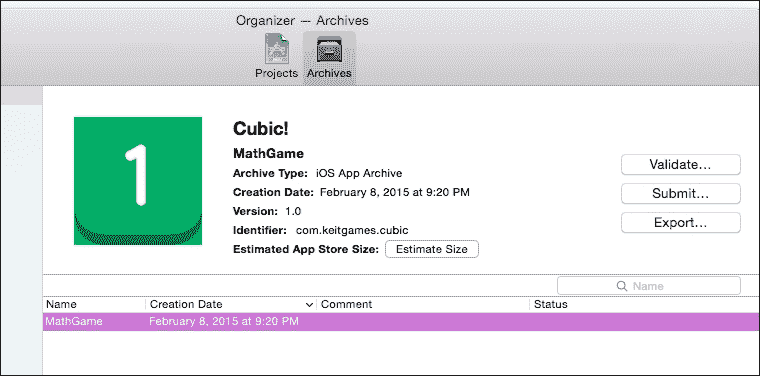 Organizer — Archives
Projects Archives
1
Cubic!
MathGame
Archive Type: iOS App Archive
Creation Date: February 8, 2015 at 9:20 PM
Version: 1.0
Identifier: com.keitgames.cubic
Estimated App Store Size: Estimate Size
Validate...
Submit...
Export...
Name
Name Creation Date Comment Status
MathGame February 8, 2015 at 9:20 PM